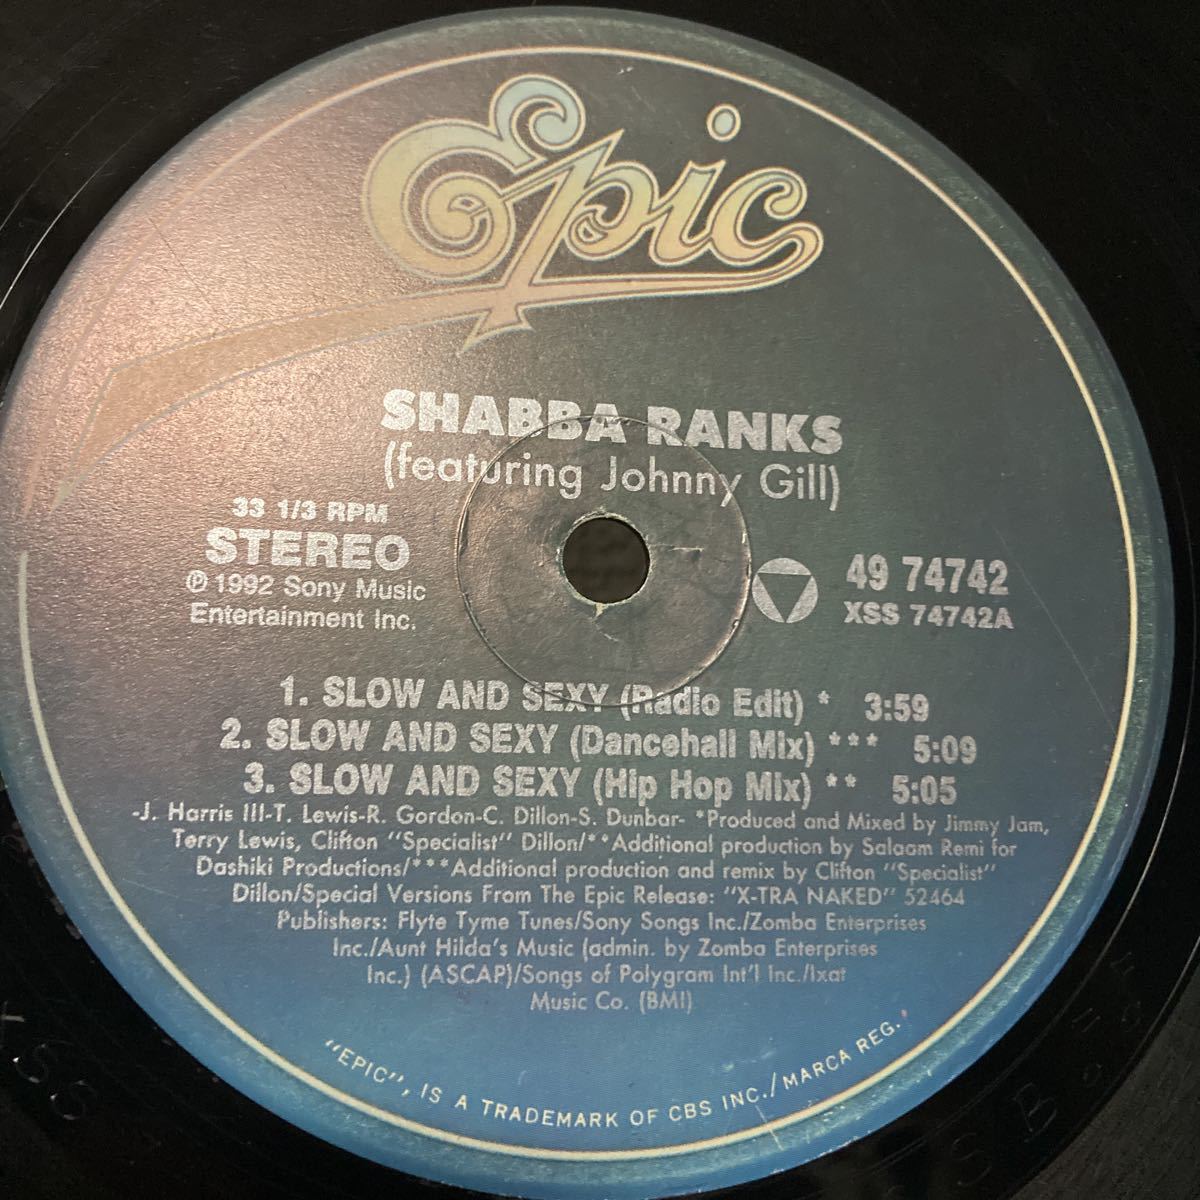 Epic
SHABBA RANKS
(featuring Johnny Gill)
33 1/3 RPM
STEREO
℗ 1992 Sony Music
Entertainment Inc.
49 74742
XSS 74742A
1. SLOW AND SEXY (Radio Edit) * 3:59
2. SLOW AND SEXY (Dancehall Mix) *** 5:09
3. SLOW AND SEXY (Hip Hop Mix) ** 5:05
-J. Harris III-T. Lewis-R. Gordon-C. Dillon-S. Dunbar- *Produced and Mixed by Jimmy Jam,
Terry Lewis, Clifton "Specialist" Dillon/**Additional production by Salaam Remi for
Dashiki Productions/***Additional production and remix by Clifton "Specialist"
Dillon/Special Versions From The Epic Release: "X-TRA NAKED" 52464
Publishers: Flyte Tyme Tunes/Sony Songs Inc./Zomba Enterprises
Inc./Aunt Hilda's Music (admin. by Zomba Enterprises
Inc.) (ASCAP)/Songs of Polygram Int'l Inc./Ixat
Music Co. (BMI)
"EPIC", IS A TRADEMARK OF CBS INC./MARCA REG.